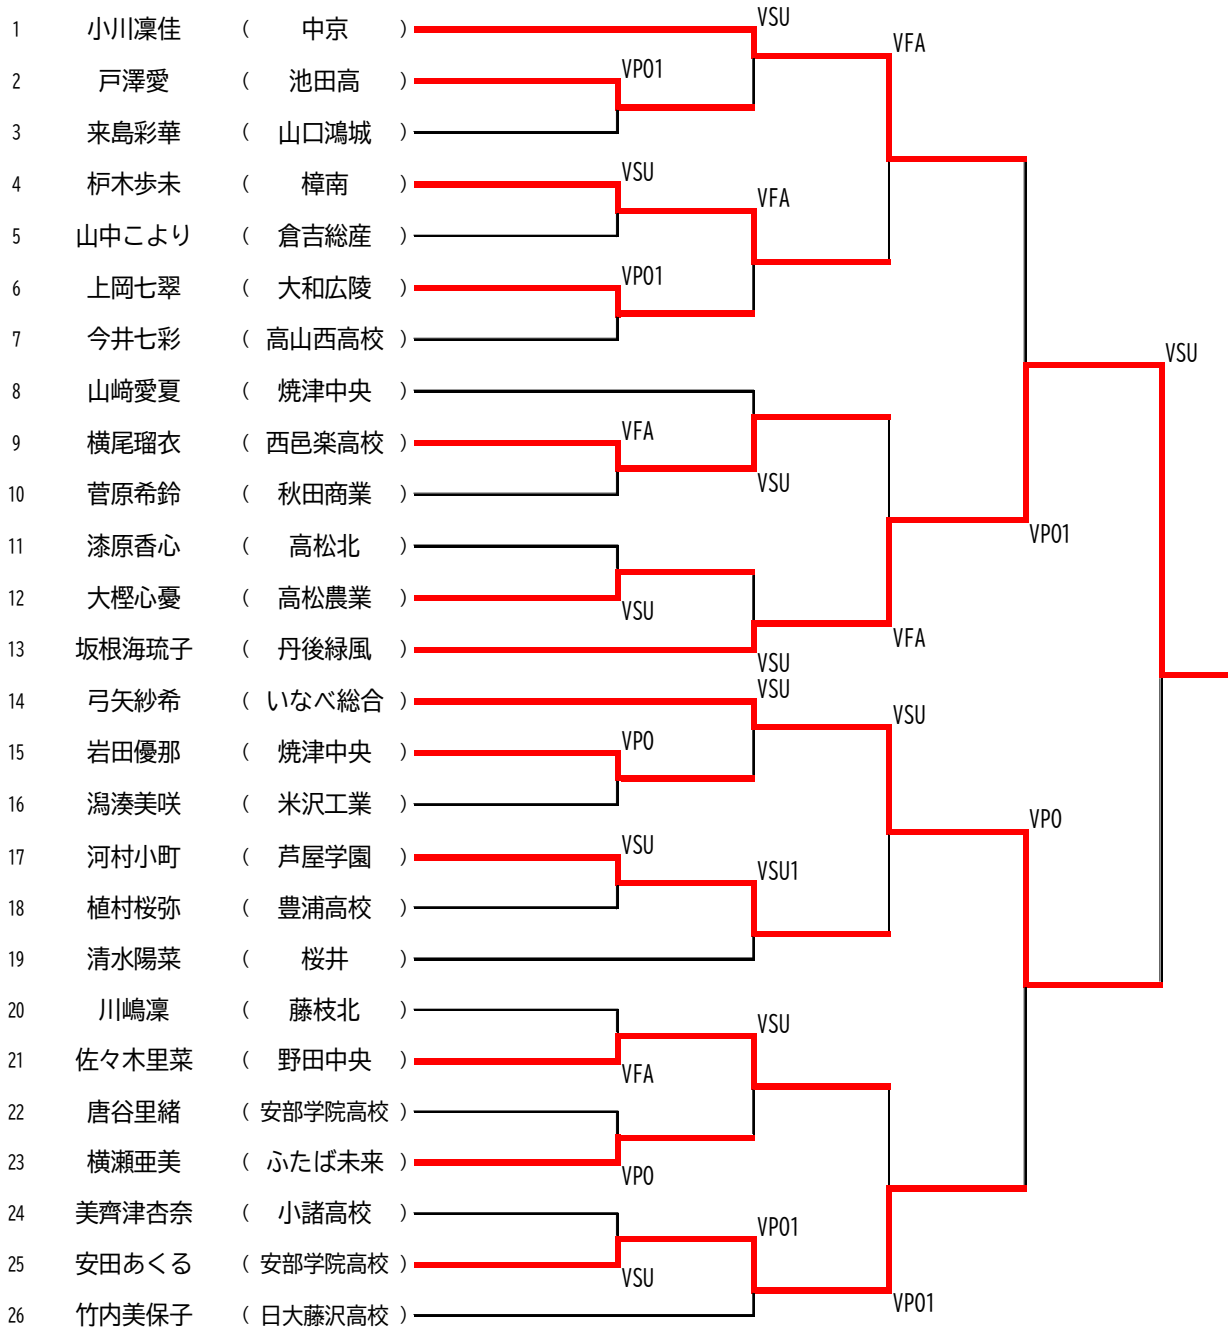 VSU
1 小川凜佳 ( 中京 )
VFA
VPO1
2 戸澤愛 ( 池田高 )
3 来島彩華 ( 山口鴻城 )
VSU
4 枦木歩未 ( 樟南 )
VFA
5 山中こより ( 倉吉総産 )
VPO1
6 上岡七翠 ( 大和広陵 )
7 今井七彩 ( 高山西高校 )
VSU
8 山﨑愛夏 ( 焼津中央 )
VFA
9 横尾瑠衣 ( 西邑楽高校 )
VSU
10 菅原希鈴 ( 秋田商業 )
VPO1
11 漆原香心 ( 高松北 )
12 大樫心憂 ( 高松農業 )
VSU
VFA
13 坂根海琉子 ( 丹後緑風 )
VSU
VSU
14 弓矢紗希 ( いなべ総合 )
VSU
VPO
15 岩田優那 ( 焼津中央 )
16 潟湊美咲 ( 米沢工業 )
VPO
VSU
17 河村小町 ( 芦屋学園 )
VSU1
18 植村桜弥 ( 豊浦高校 )
19 清水陽菜 ( 桜井 )
20 川嶋凜 ( 藤枝北 )
VSU
21 佐々木里菜 ( 野田中央 )
VFA
22 唐谷里緒 ( 安部学院高校 )
23 横瀬亜美 ( ふたば未来 )
VPO
24 美齊津杏奈 ( 小諸高校 )
VPO1
25 安田あくる ( 安部学院高校 )
VSU
VPO1
26 竹内美保子 ( 日大藤沢高校 )